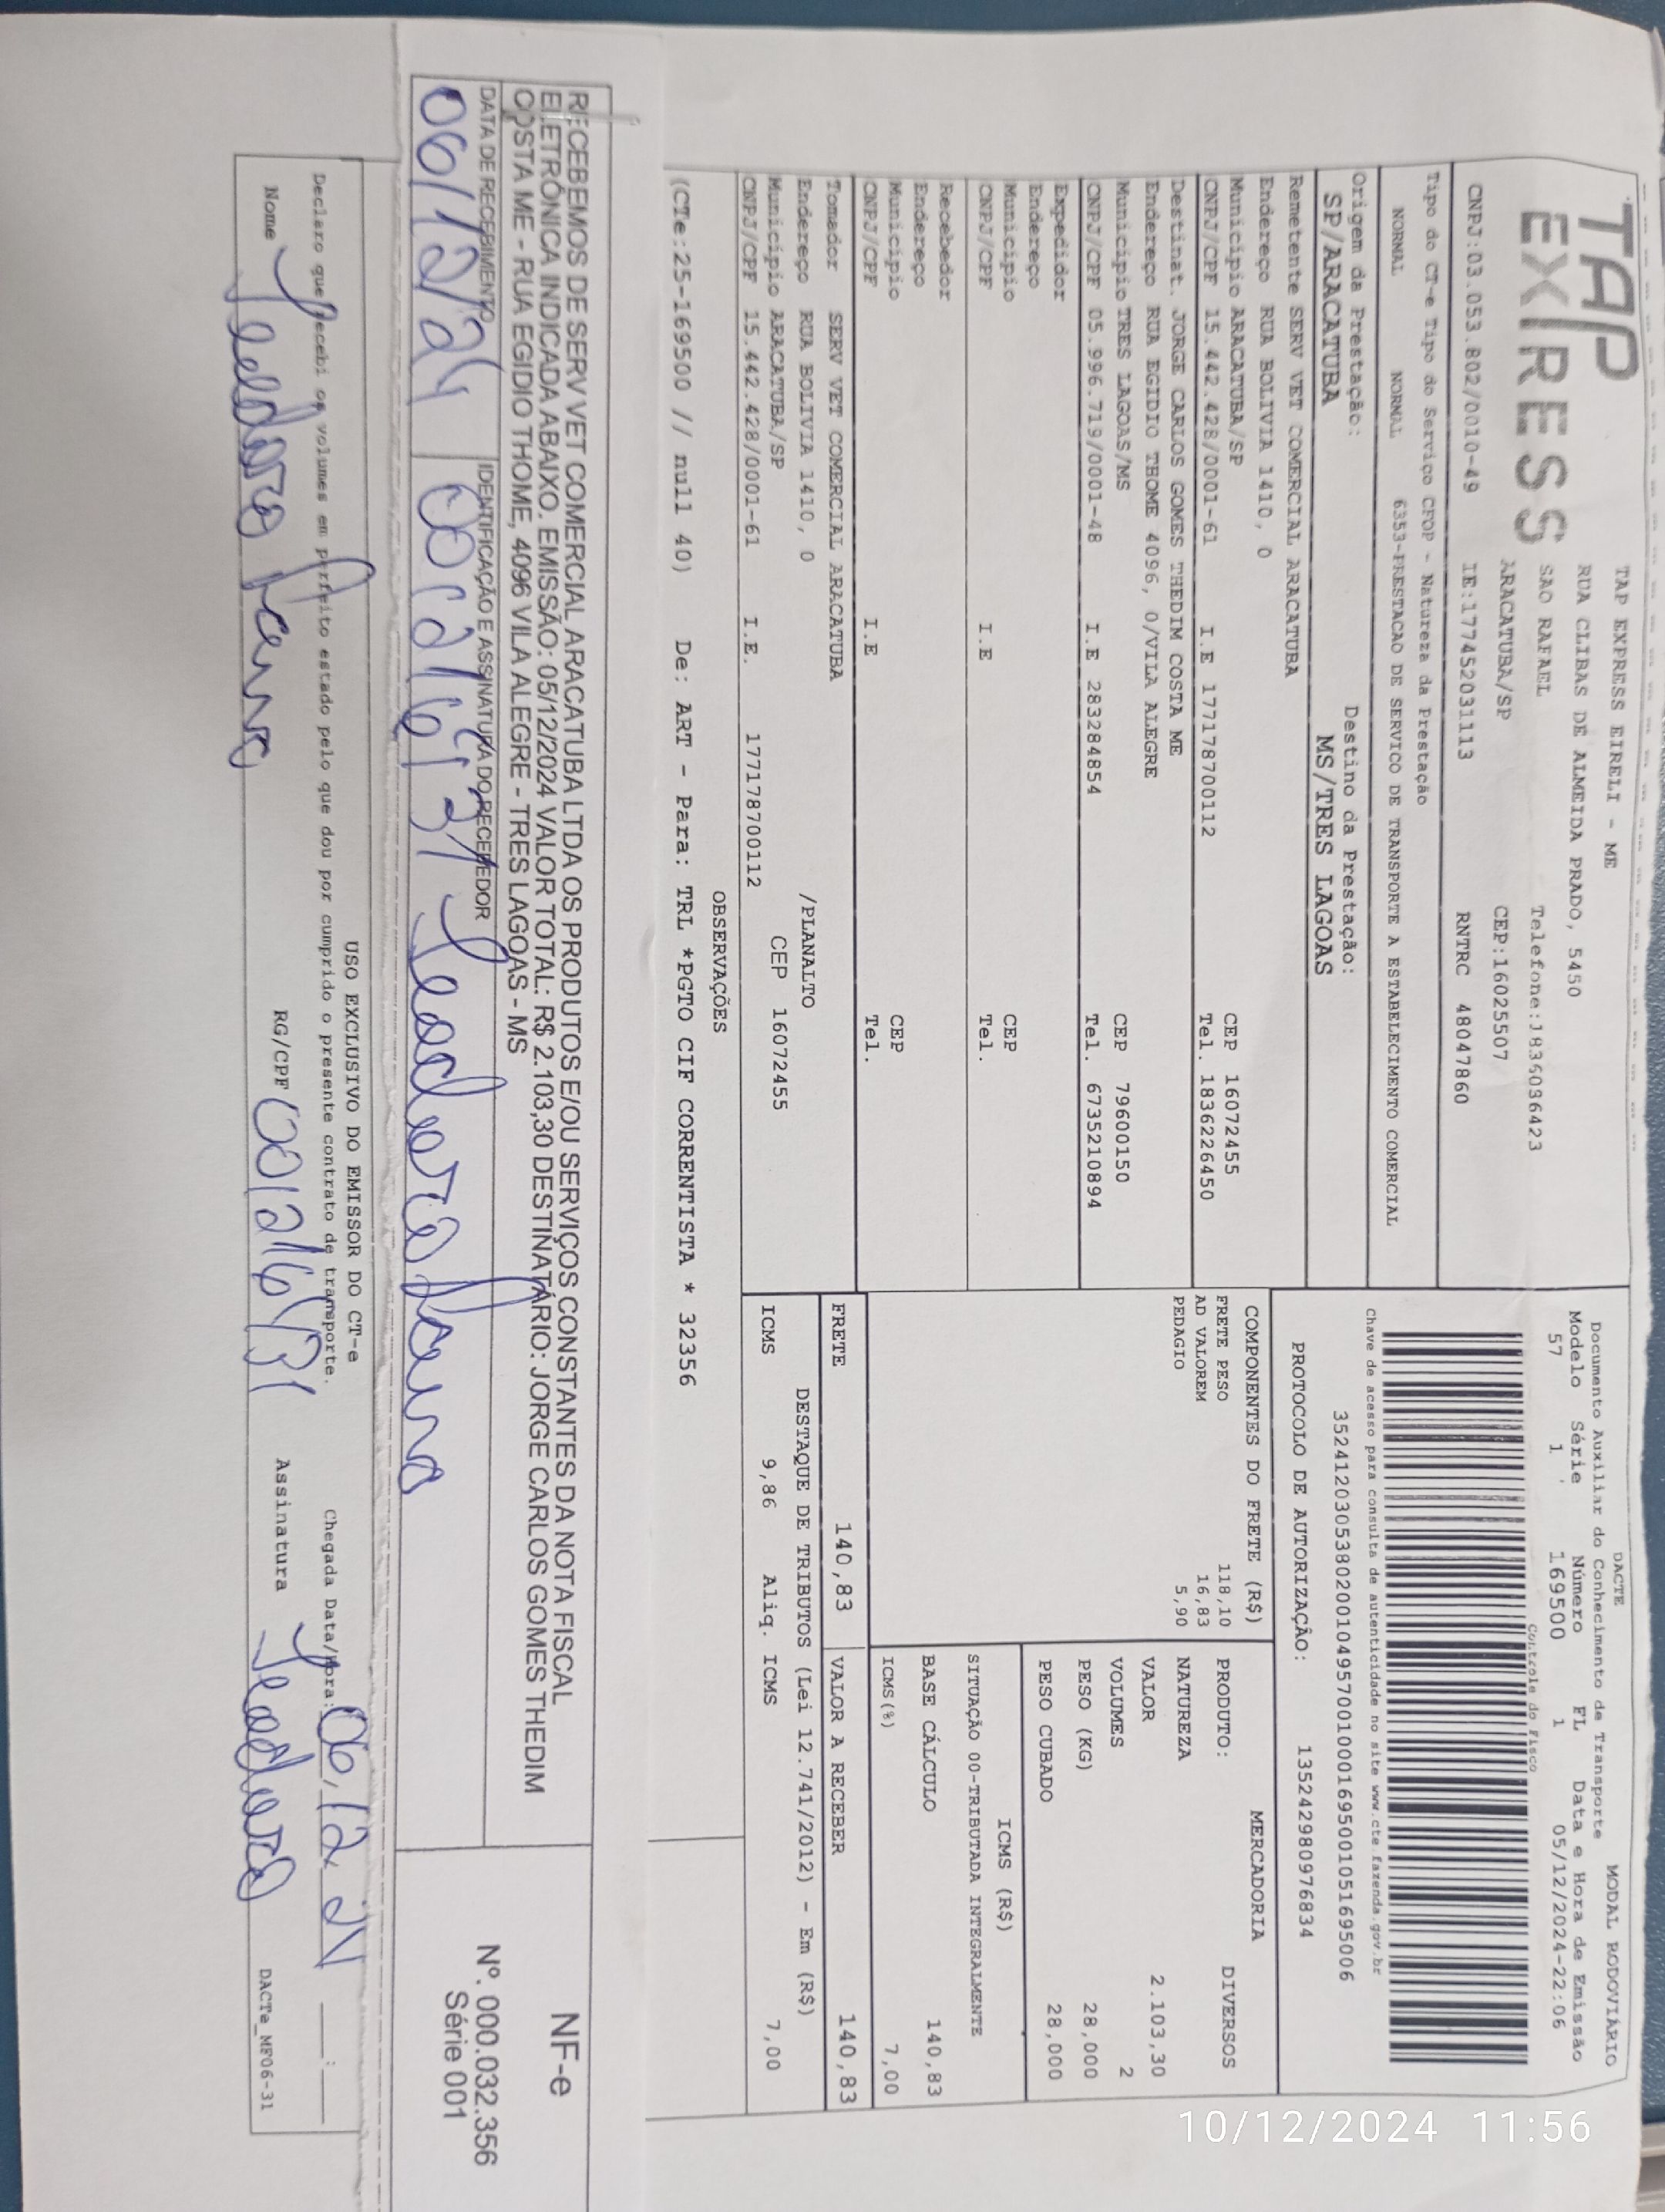 TAP
EXPRESS
TAP EXPRESS EIRELI - ME
RUA CLIBAS DE ALMEIDA PRADO, 5450
SAO RAFAEL Telefone:1836036423
ARACATUBA/SP CEP:16025507
CNPJ:03.053.802/0010-49 IE:177452031113 RNTRC 48047860
Tipo do CT-e Tipo do Serviço CFOP - Natureza da Prestação
NORMAL NORMAL 6353-PRESTACAO DE SERVICO DE TRANSPORTE A ESTABELECIMENTO COMERCIAL
Origem da Prestação: Destino da Prestação:
SP/ARACATUBA MS/TRES LAGOAS
DACTE MODAL RODOVIÁRIO
Documento Auxiliar do Conhecimento de Transporte
Modelo Série Número FL Data e Hora de Emissão
57 1 169500 1 05/12/2024-22:06
Controle do Fisco
Chave de acesso para consulta de autenticidade no site www.cte.fazenda.gov.br
35241203053802001049570010001695001051695006
PROTOCOLO DE AUTORIZAÇÃO: 135242980976834
Remetente SERV VET COMERCIAL ARACATUBA
Endereço RUA BOLIVIA 1410, 0
Município ARACATUBA/SP CEP 16072455
CNPJ/CPF 15.442.428/0001-61 I.E 177178700112 Tel. 1836226450
Destinat. JORGE CARLOS GOMES THEDIM COSTA ME
Endereço RUA EGIDIO THOME 4096, 0/VILA ALEGRE
Município TRES LAGOAS/MS CEP 79600150
CNPJ/CPF 05.996.719/0001-48 I.E 283284854 Tel. 6735210894
Expedidor
Endereço
Município CEP
CNPJ/CPF I.E Tel.
Recebedor
Endereço
Município CEP
CNPJ/CPF I.E Tel.
Tomador SERV VET COMERCIAL ARACATUBA
Endereço RUA BOLIVIA 1410, 0 /PLANALTO
Município ARACATUBA/SP CEP 16072455
CNPJ/CPF 15.442.428/0001-61 I.E. 177178700112
COMPONENTES DO FRETE (R$)
FRETE PESO 118,10
AD VALOREM 16,83
PEDAGIO 5,90
MERCADORIA
PRODUTO: DIVERSOS
NATUREZA
VALOR 2.103,30
VOLUMES 2
PESO (KG) 28,000
PESO CUBADO 28,000
ICMS (R$)
SITUAÇÃO 00-TRIBUTADA INTEGRALMENTE
BASE CÁLCULO 140,83
ICMS(%) 7,00
FRETE 140,83 VALOR A RECEBER 140,83
DESTAQUE DE TRIBUTOS (Lei 12.741/2012) - Em (R$)
ICMS 9,86 Aliq. ICMS 7,00
OBSERVAÇÕES
(CTe:25-169500 // null 40) De: ART - Para: TRL *PGTO CIF CORRENTISTA * 32356
RECEBEMOS DE SERV VET COMERCIAL ARACATUBA LTDA OS PRODUTOS E/OU SERVIÇOS CONSTANTES DA NOTA FISCAL
ELETRÔNICA INDICADA ABAIXO. EMISSÃO: 05/12/2024 VALOR TOTAL: R$ 2.103,30 DESTINATÁRIO: JORGE CARLOS GOMES THEDIM
COSTA ME - RUA EGIDIO THOME, 4096 VILA ALEGRE - TRES LAGOAS - MS
DATA DE RECEBIMENTO IDENTIFICAÇÃO E ASSINATURA DO RECEBEDOR
06/12/24
NF-e
Nº. 000.032.356
Série 001
USO EXCLUSIVO DO EMISSOR DO CT-e
Declaro que recebi os volumes em perfeito estado pelo que dou por cumprido o presente contrato de transporte. Chegada Data/Hora: 06,12,24 ___:___
Nome RG/CPF Assinatura
DACTe_NF06-31
10/12/2024 11:56